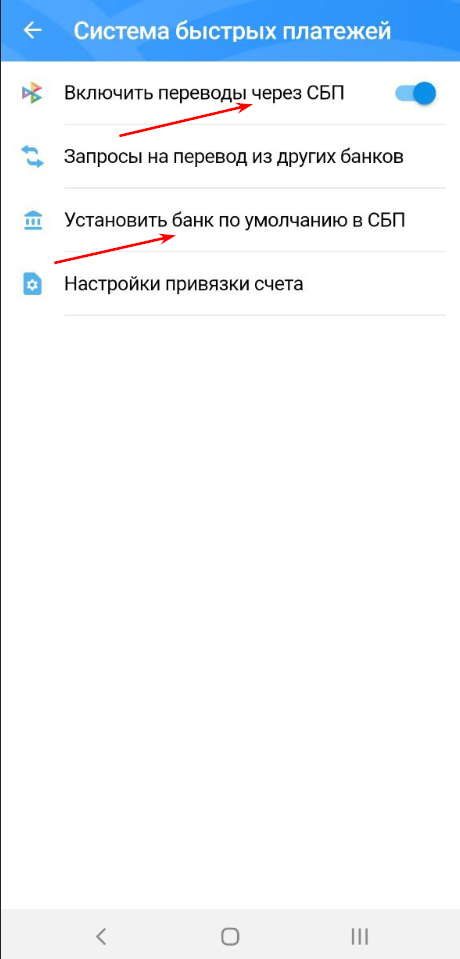 Система быстрых платежей
Включить переводы через СБП
Запросы на перевод из других банков
Установить банк по умолчанию в СБП
Настройки привязки счета